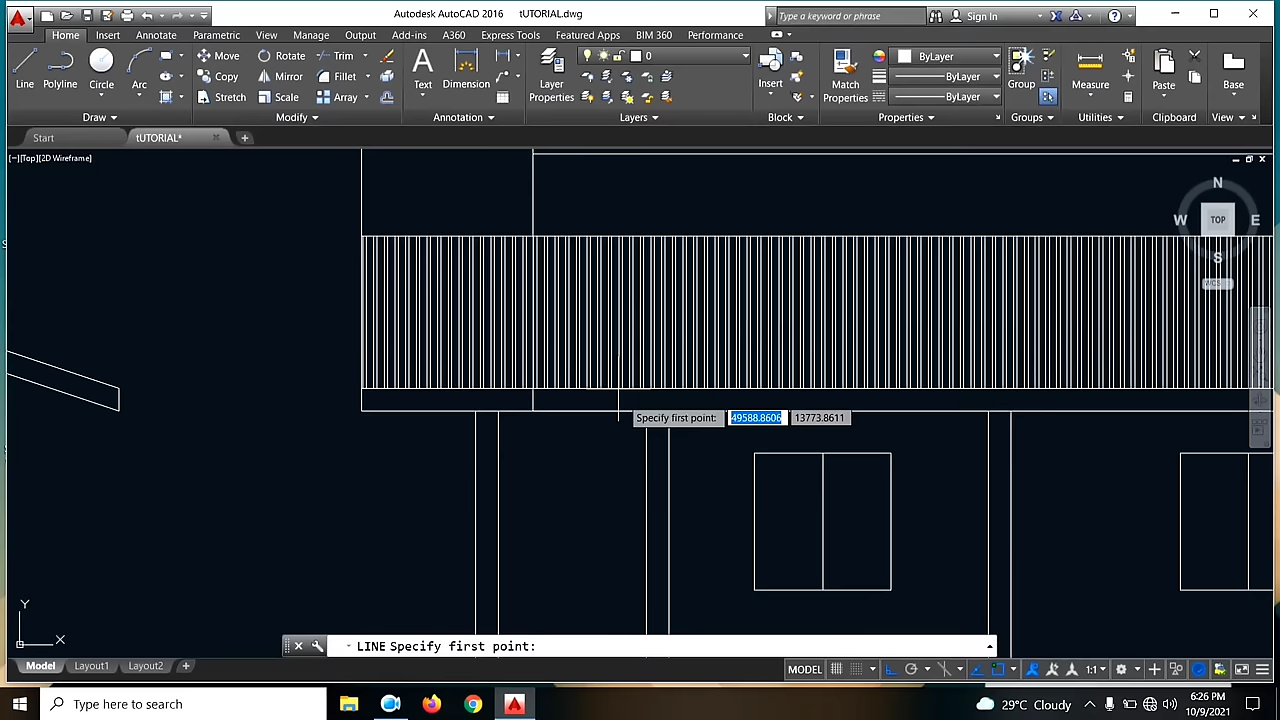 Autodesk AutoCAD 2016 tUTORIAL.dwg
Type a keyword or phrase
Sign In
Home Insert Annotate Parametric View Manage Output Add-ins A360 Express Tools Featured Apps BIM 360 Performance
Line Polyline Circle Arc
Move Rotate Trim
Copy Mirror Fillet
Stretch Scale Array
Text Dimension
Layer Properties
0
Insert
Match Properties
ByLayer
ByLayer
ByLayer
Group
Measure
Paste
Base
Draw Modify Annotation Layers Block Properties Groups Utilities Clipboard View
Start tUTORIAL*
[−][Top][2D Wireframe]
N
W TOP E
S
WCS
Specify first point: 49588.8606 13773.8611
Y
X
LINE Specify first point:
Model Layout1 Layout2
MODEL 1:1
Type here to search
29°C Cloudy
6:26 PM
10/9/2021